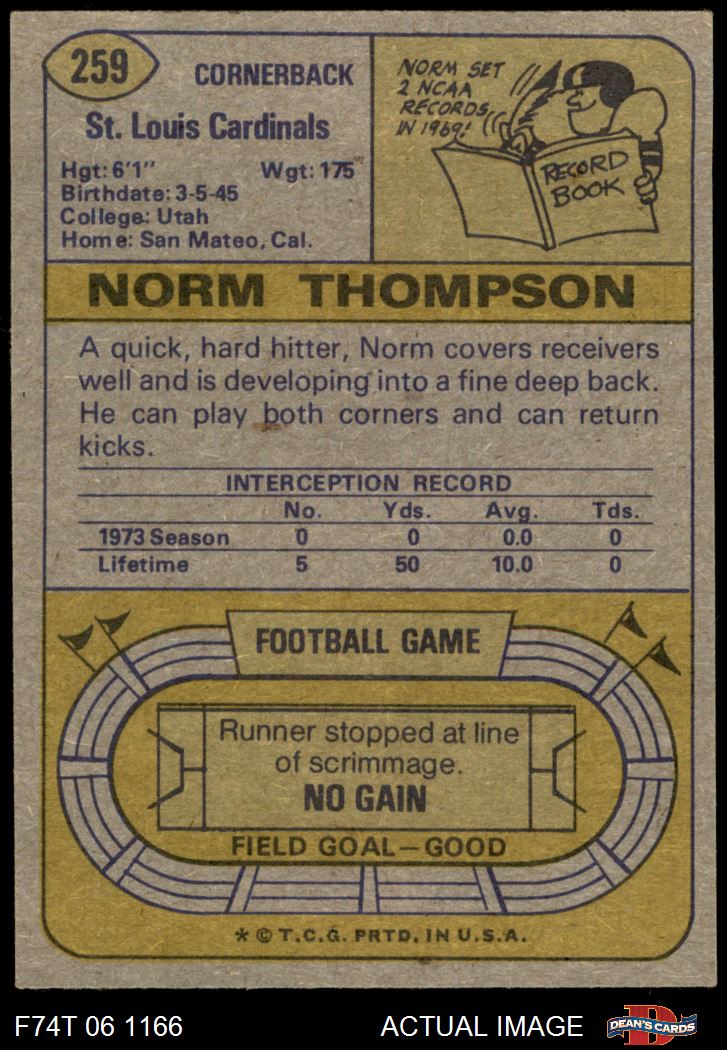 259
CORNERBACK
St. Louis Cardinals
Hgt: 6'1" Wgt: 175
Birthdate: 3-5-45
College: Utah
Home: San Mateo, Cal.
NORM SET
2 NCAA
RECORDS
IN 1969!
RECORD
BOOK
NORM THOMPSON
A quick, hard hitter, Norm covers receivers
well and is developing into a fine deep back.
He can play both corners and can return
kicks.
INTERCEPTION RECORD
No. Yds. Avg. Tds.
1973 Season 0 0 0.0 0
Lifetime 5 50 10.0 0
FOOTBALL GAME
Runner stopped at line
of scrimmage.
NO GAIN
FIELD GOAL—GOOD
* © T.C.G. PRTD. IN U.S.A.
F74T 06 1166 ACTUAL IMAGE
D
DEAN'S CARDS